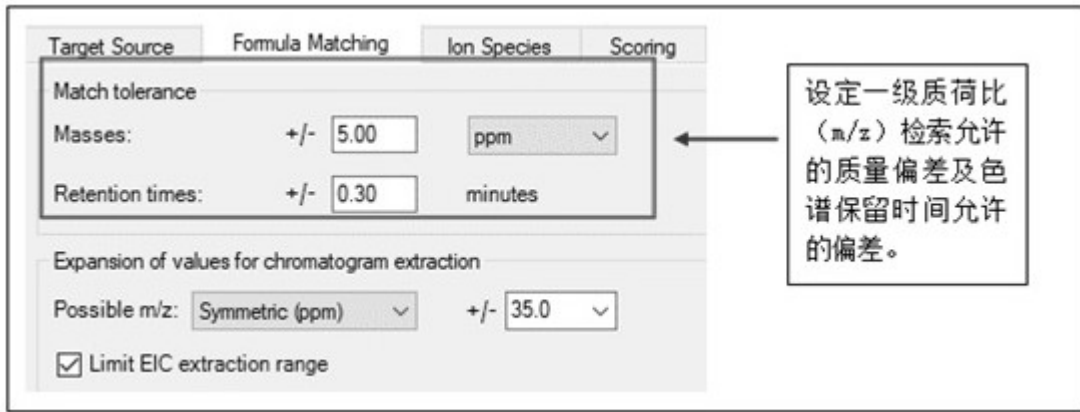 Target Source Formula Matching Ion Species Scoring
Match tolerance
Masses: +/- 5.00 ppm
Retention times: +/- 0.30 minutes
Expansion of values for chromatogram extraction
Possible m/z: Symmetric (ppm) +/- 35.0
Limit EIC extraction range
设定一级质荷比
（m/z）检索允许
的质量偏差及色
谱保留时间允许
的偏差。